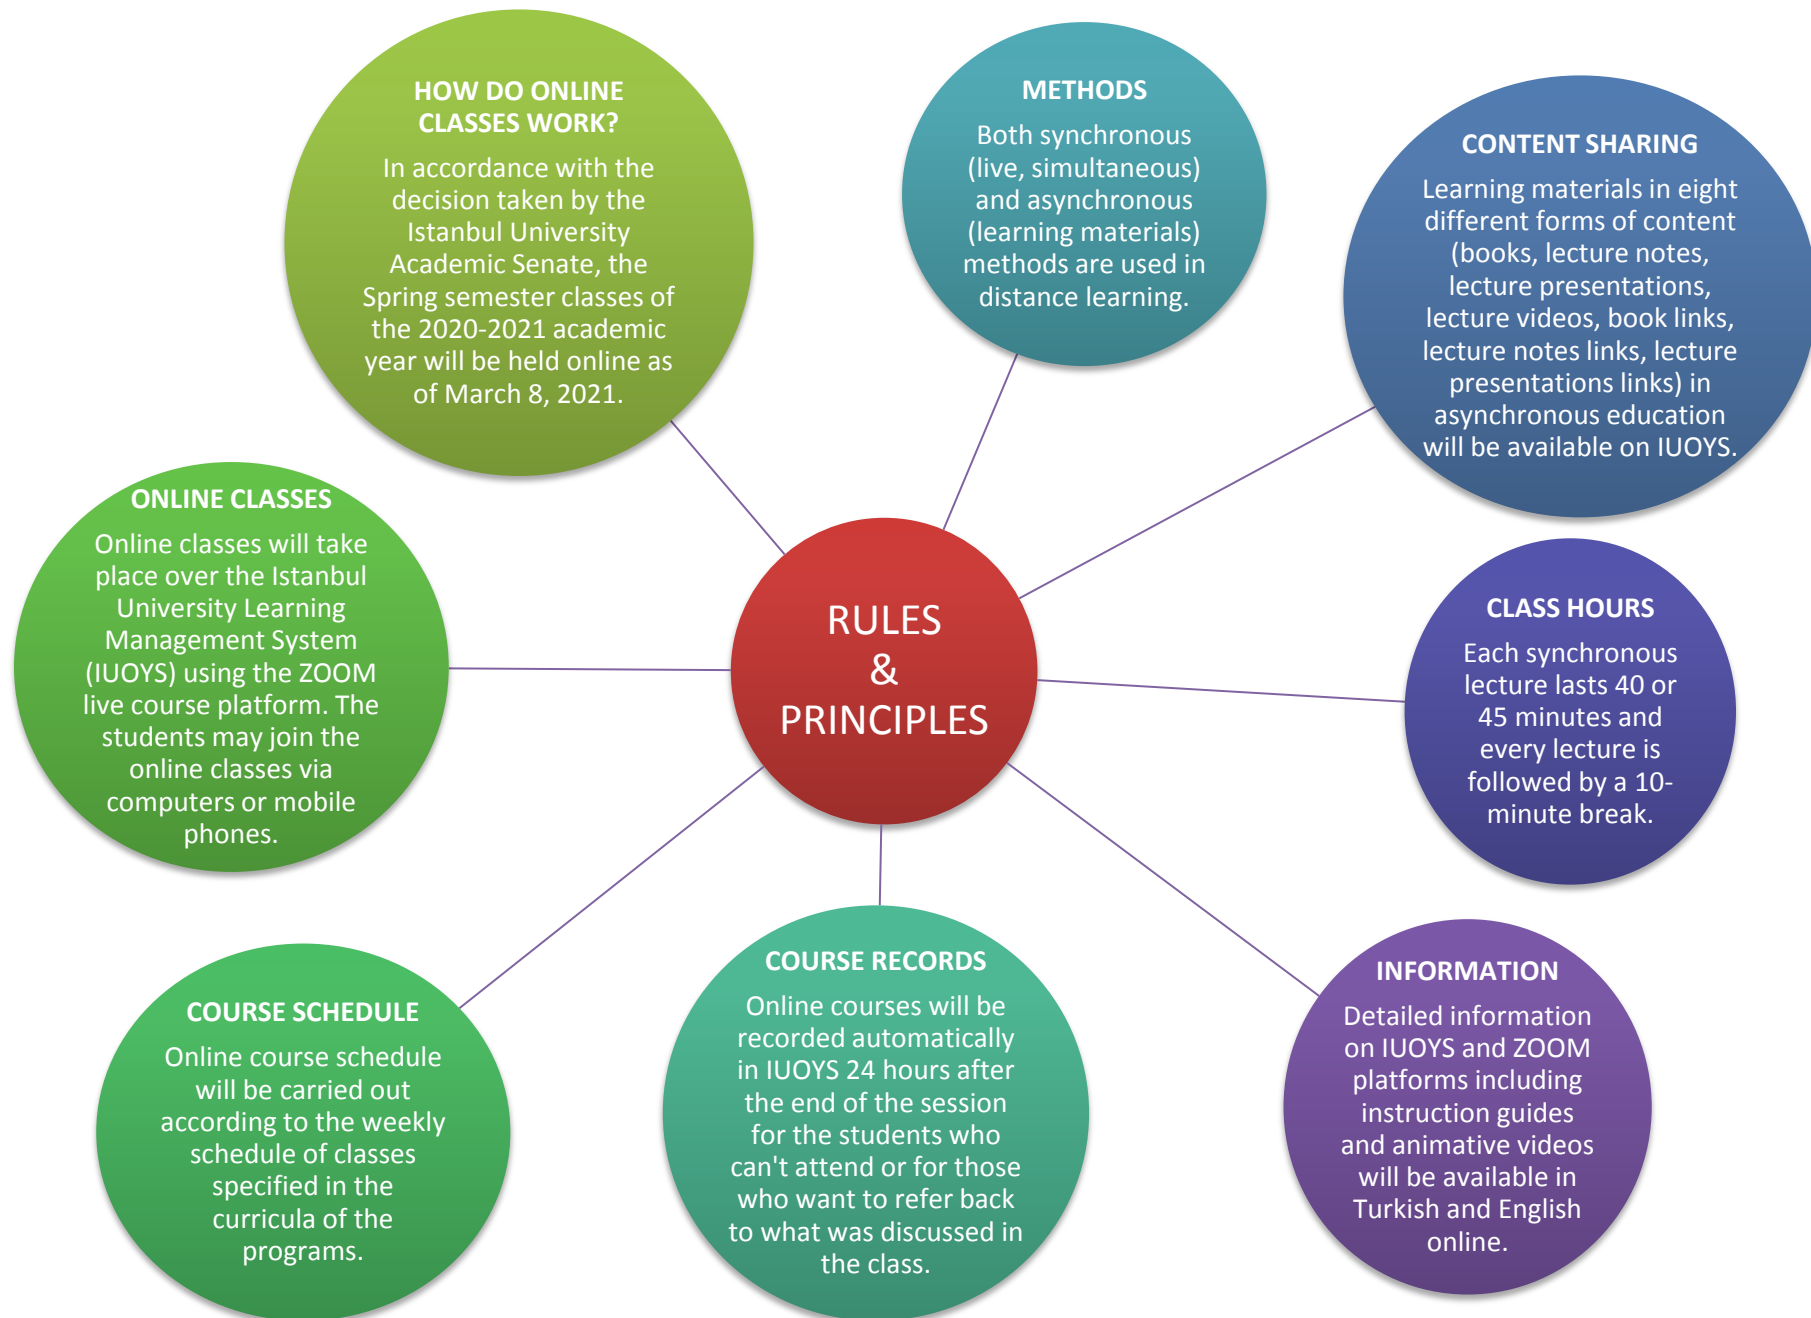 HOW DO ONLINE
CLASSES WORK?
In accordance with the
decision taken by the
Istanbul University
Academic Senate, the
Spring semester classes of
the 2020-2021 academic
year will be held online as
of March 8, 2021.
METHODS
Both synchronous
(live, simultaneous)
and asynchronous
(learning materials)
methods are used in
distance learning.
CONTENT SHARING
Learning materials in eight
different forms of content
(books, lecture notes,
lecture presentations,
lecture videos, book links,
lecture notes links, lecture
presentations links) in
asynchronous education
will be available on IUOYS.
ONLINE CLASSES
Online classes will take
place over the Istanbul
University Learning
Management System
(IUOYS) using the ZOOM
live course platform. The
students may join the
online classes via
computers or mobile
phones.
RULES
&
PRINCIPLES
CLASS HOURS
Each synchronous
lecture lasts 40 or
45 minutes and
every lecture is
followed by a 10-
minute break.
COURSE SCHEDULE
Online course schedule
will be carried out
according to the weekly
schedule of classes
specified in the
curricula of the
programs.
COURSE RECORDS
Online courses will be
recorded automatically
in IUOYS 24 hours after
the end of the session
for the students who
can't attend or for those
who want to refer back
to what was discussed in
the class.
INFORMATION
Detailed information
on IUOYS and ZOOM
platforms including
instruction guides
and animative videos
will be available in
Turkish and English
online.